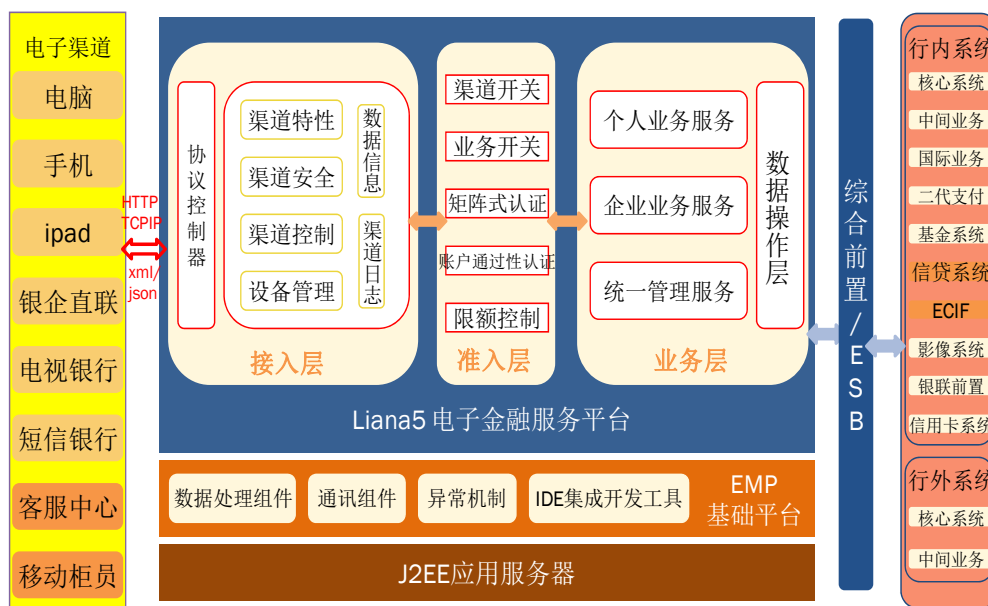 电子渠道
电脑
手机
ipad
银企直联
电视银行
短信银行
客服中心
移动柜员
HTTP
TCPIP
xml/
json
协议控制器
渠道特性
渠道安全
渠道控制
设备管理
数据信息
渠道日志
接入层
渠道开关
业务开关
矩阵式认证
账户通过性认证
限额控制
准入层
个人业务服务
企业业务服务
统一管理服务
数据操作层
业务层
Liana5 电子金融服务平台
数据处理组件
通讯组件
异常机制
IDE集成开发工具
EMP
基础平台
J2EE应用服务器
综合前置/ESB
行内系统
核心系统
中间业务
国际业务
二代支付
基金系统
信贷系统
ECIF
影像系统
银联前置
信用卡系统
行外系统
核心系统
中间业务